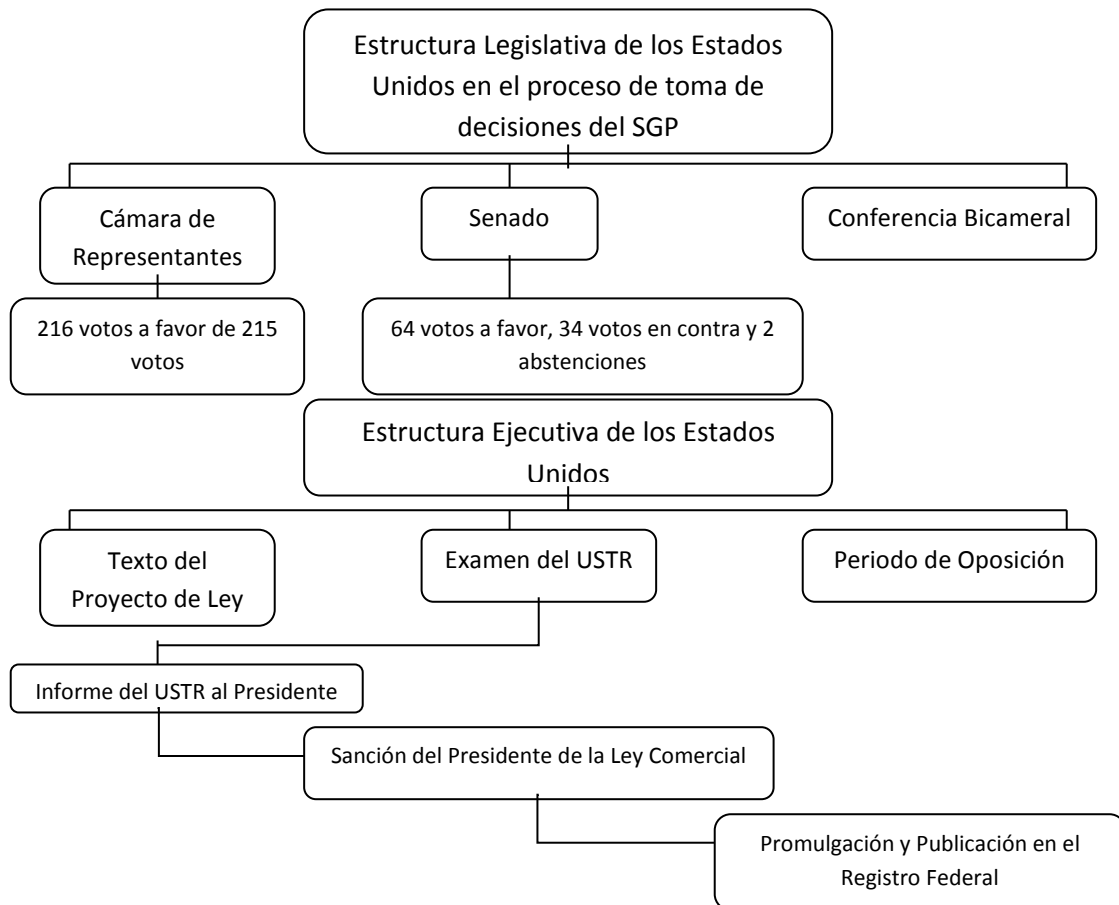 Estructura Legislativa de los Estados
Unidos en el proceso de toma de
decisiones del SGP
Cámara de
Representantes
Senado
Conferencia Bicameral
216 votos a favor de 215
votos
64 votos a favor, 34 votos en contra y 2
abstenciones
Estructura Ejecutiva de los Estados
Unidos
Texto del
Proyecto de Ley
Examen del USTR
Periodo de Oposición
Informe del USTR al Presidente
Sanción del Presidente de la Ley Comercial
Promulgación y Publicación en el
Registro Federal